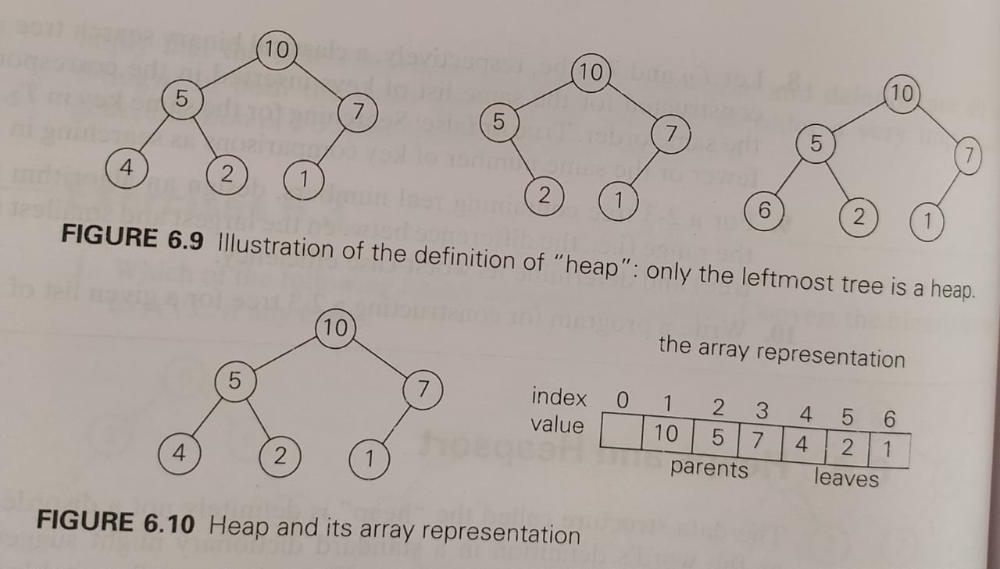 10
5 7
4 2 1
10
5 7
2 1
10
5 7
6 2 1
FIGURE 6.9 Illustration of the definition of “heap”: only the leftmost tree is a heap.
10
5 7
4 2 1
the array representation
index 0 1 2 3 4 5 6
value 10 5 7 4 2 1
parents leaves
FIGURE 6.10 Heap and its array representation